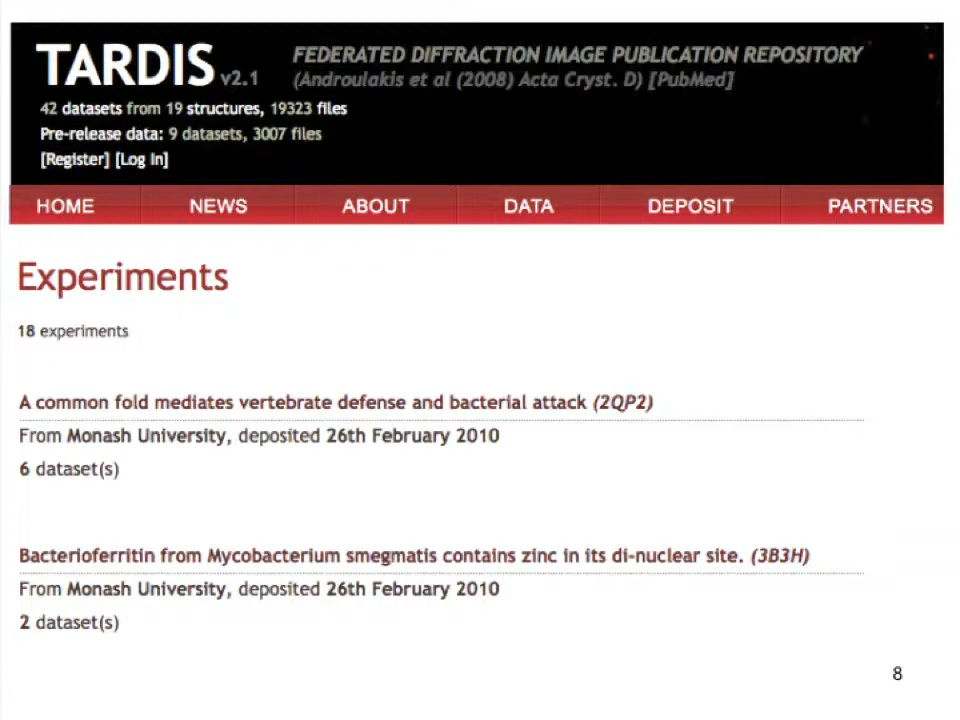 TARDIS v2.1
FEDERATED DIFFRACTION IMAGE PUBLICATION REPOSITORY
(Androulakis et al (2008) Acta Cryst. D) [PubMed]
42 datasets from 19 structures, 19323 files
Pre-release data: 9 datasets, 3007 files
[Register] [Log In]
HOME NEWS ABOUT DATA DEPOSIT PARTNERS
Experiments
18 experiments
A common fold mediates vertebrate defense and bacterial attack (2QP2)
From Monash University, deposited 26th February 2010
6 dataset(s)
Bacterioferritin from Mycobacterium smegmatis contains zinc in its di-nuclear site. (3B3H)
From Monash University, deposited 26th February 2010
2 dataset(s)
8